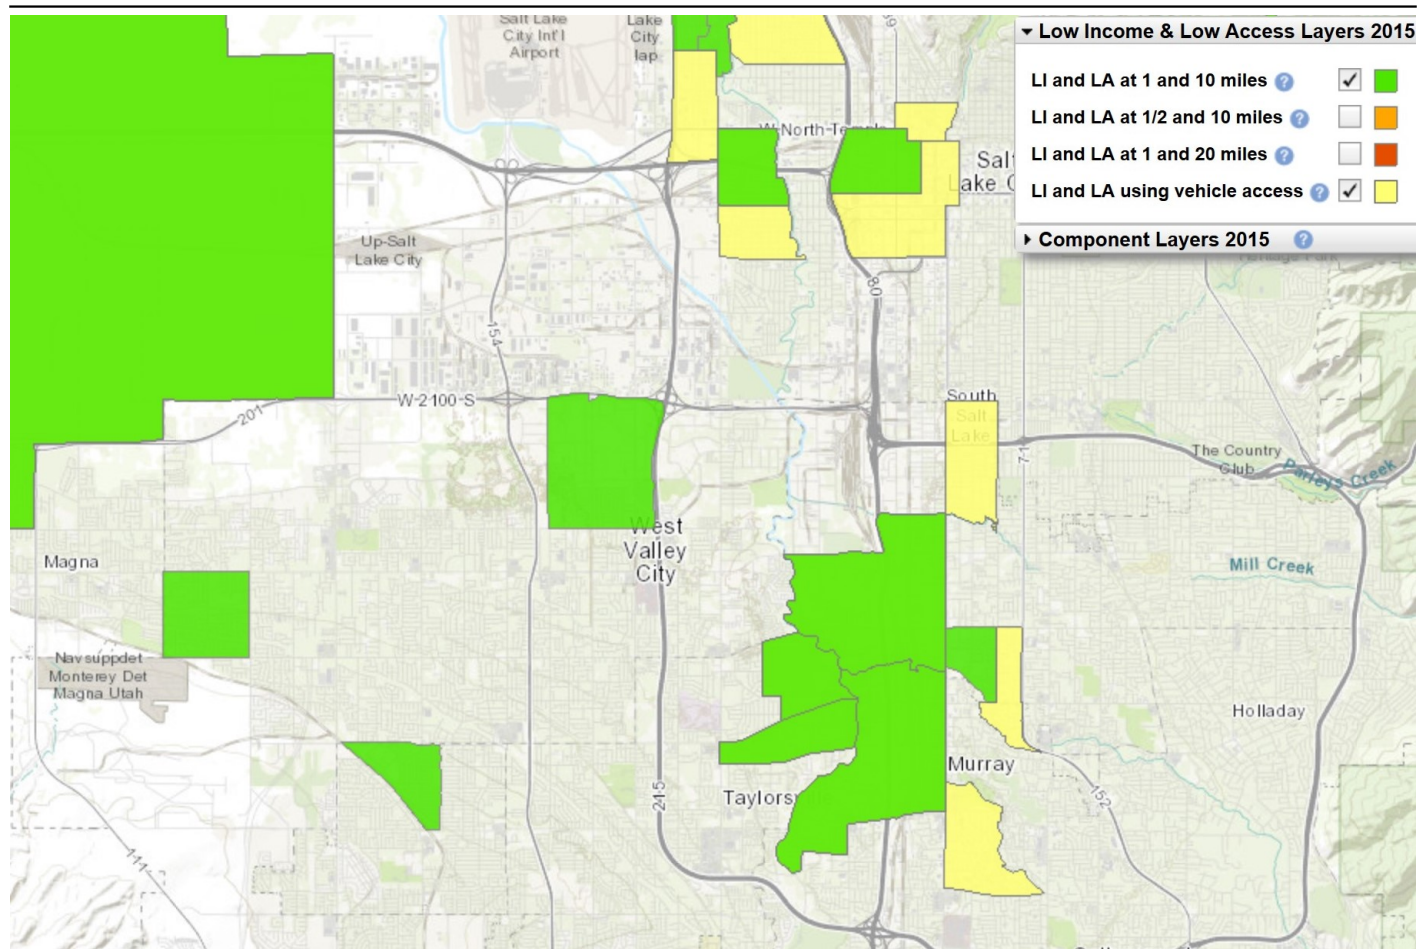 Salt Lake
City Int'l
Airport
Lake
City
Iap
Low Income & Low Access Layers 2015
LI and LA at 1 and 10 miles ?
LI and LA at 1/2 and 10 miles ?
LI and LA at 1 and 20 miles ?
LI and LA using vehicle access ?
Component Layers 2015 ?
W-North-Temple
Salt
Lake C
Up-Salt
Lake City
80
154
201
W-2100-S
South
Salt
Lake
71
The Country
Club
Parleys Creek
West
Valley
City
Magna
Mill Creek
Navsuppdet
Monterey Det
Magna Utah
Holladay
Murray
Taylors
215
152
111